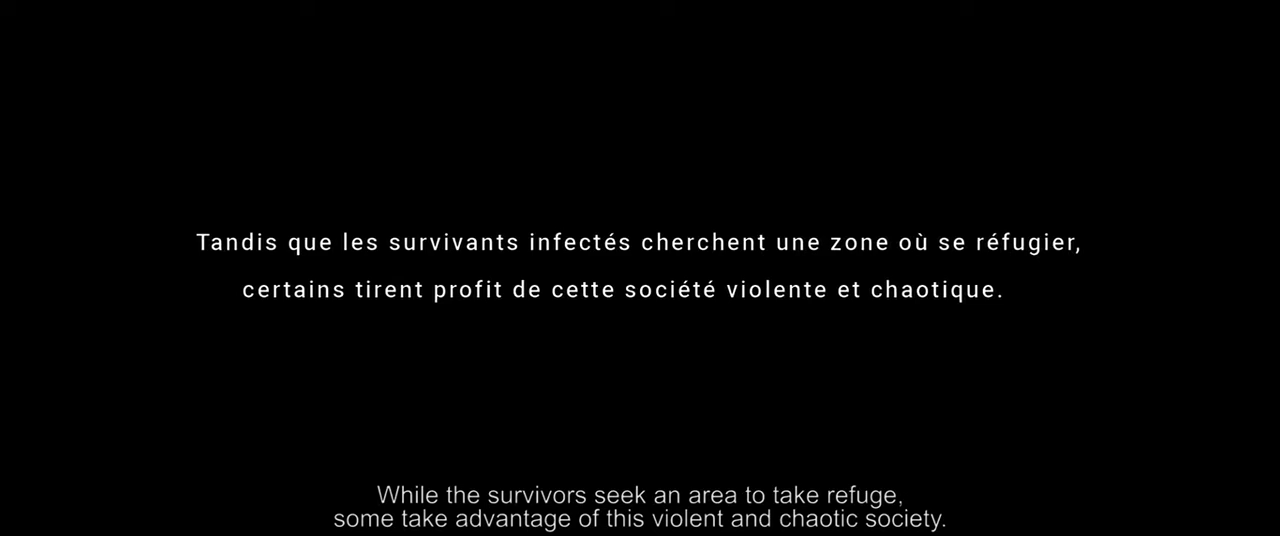 Tandis que les survivants infectés cherchent une zone où se réfugier,
certains tirent profit de cette société violente et chaotique.
While the survivors seek an area to take refuge,
some take advantage of this violent and chaotic society.